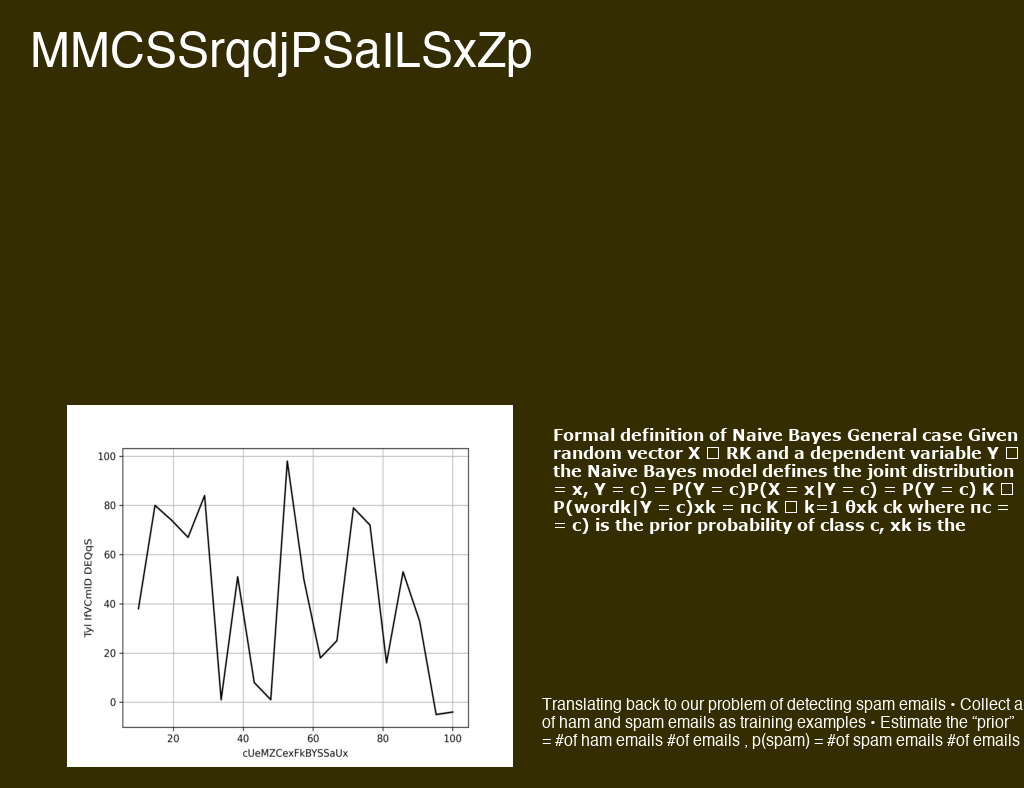 MMCSSrqdjPSaILSxZp
100
80
60
40
20
0
20 40 60 80 100
cUeMZCexFkBYSSaUx
Formal definition of Naive Bayes General case Given
random vector X □ RK and a dependent variable Y □
the Naive Bayes model defines the joint distribution
= x, Y = c) = P(Y = c)P(X = x|Y = c) = P(Y = c) K □
P(wordk|Y = c)xk = πc K □ k=1 θxk ck where πc =
= c) is the prior probability of class c, xk is the
Translating back to our problem of detecting spam emails • Collect a
of ham and spam emails as training examples • Estimate the “prior”
= #of ham emails #of emails , p(spam) = #of spam emails #of emails